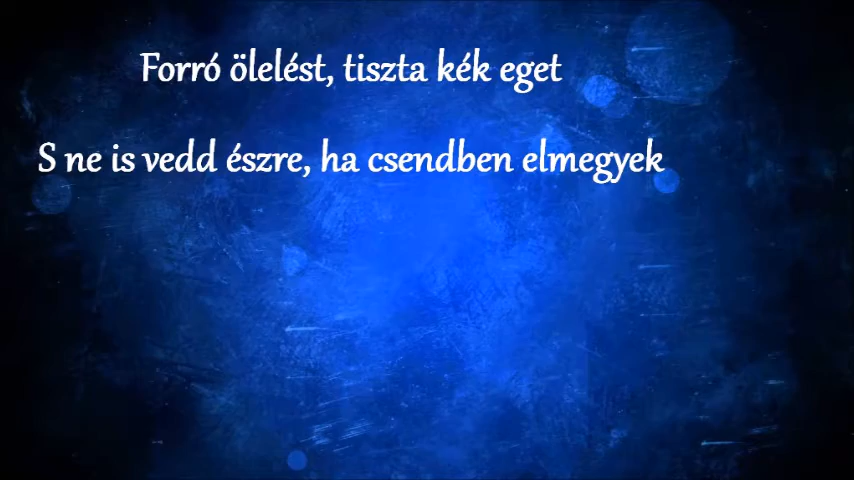 Forró ölelést, tiszta kék eget
S ne is vedd észre, ha csendben elmegyek